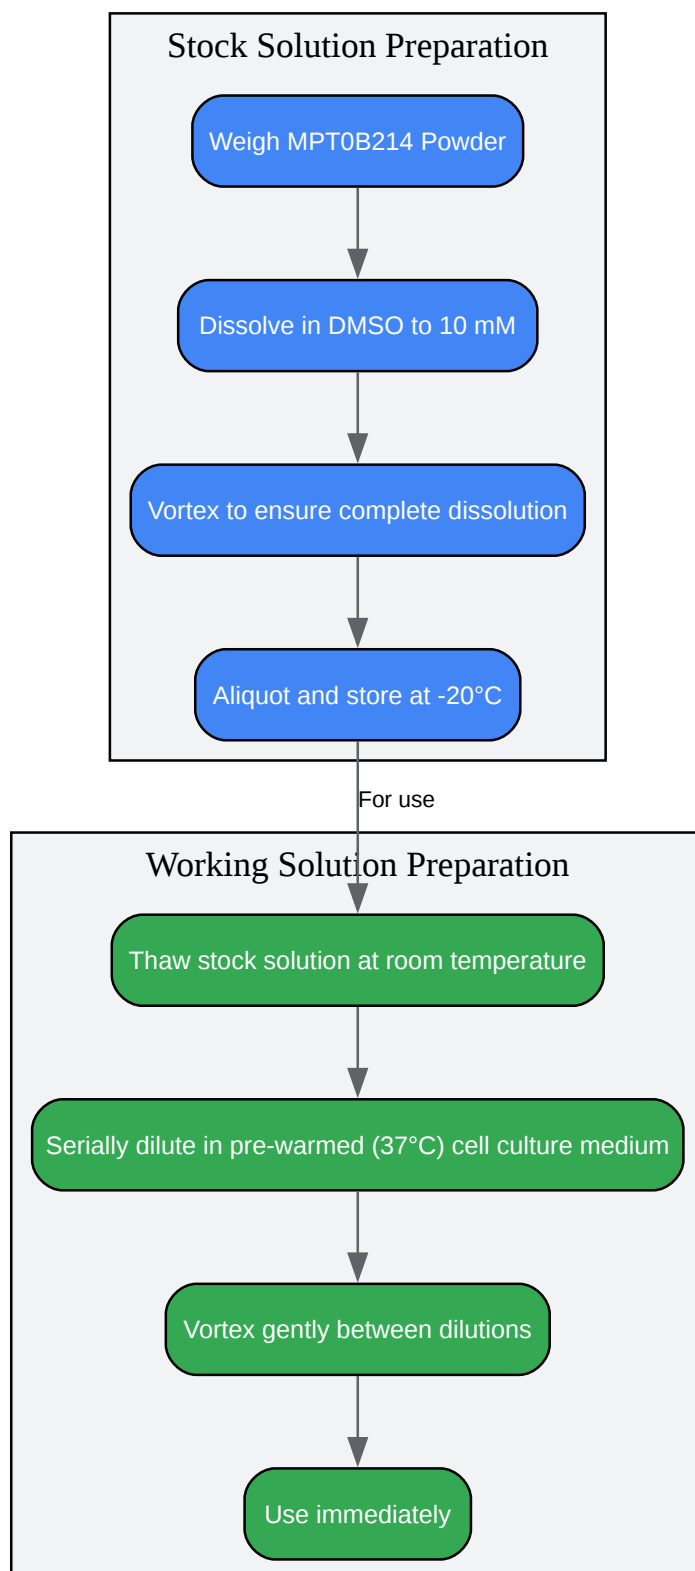 Stock Solution Preparation
Weigh MPT0B214 Powder
Dissolve in DMSO to 10 mM
Vortex to ensure complete dissolution
Aliquot and store at -20°C
For use
Working Solution Preparation
Thaw stock solution at room temperature
Serially dilute in pre-warmed (37°C) cell culture medium
Vortex gently between dilutions
Use immediately